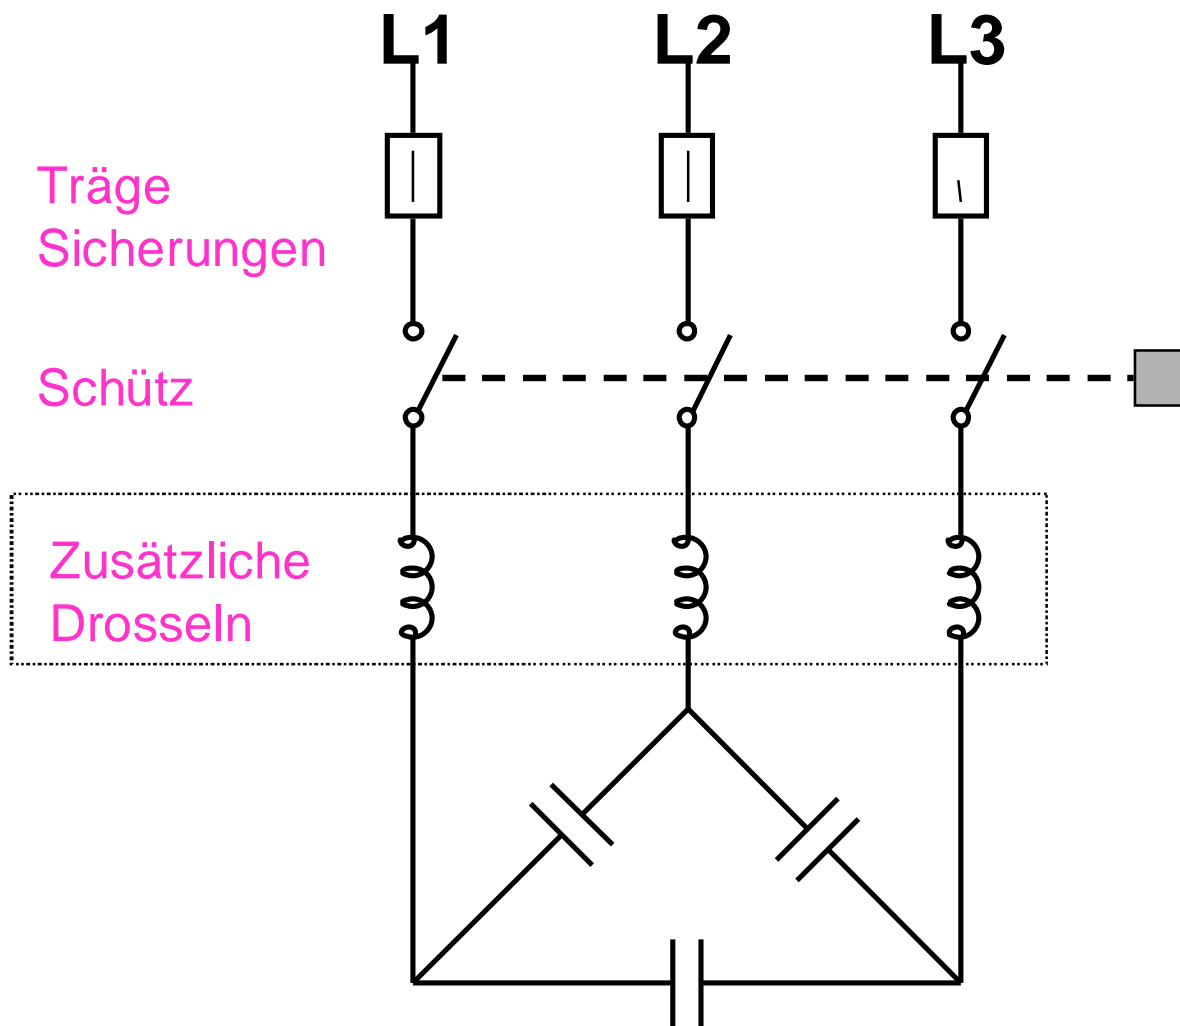 L1 L2 L3
Träge
Sicherungen
Schütz
Zusätzliche
Drosseln